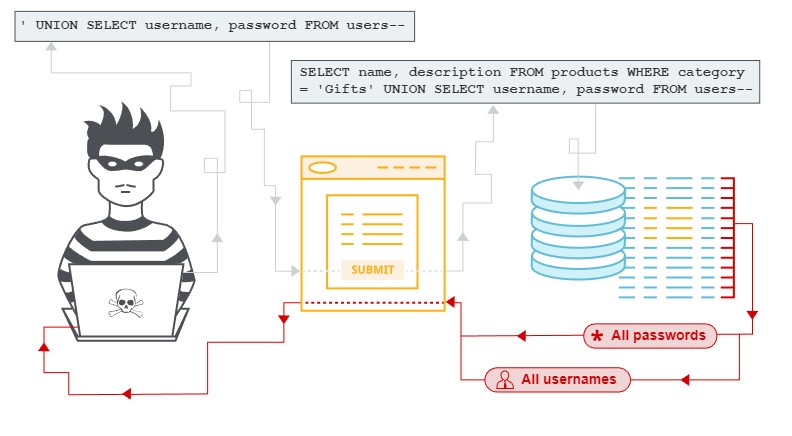 ' UNION SELECT username, password FROM users--
SELECT name, description FROM products WHERE category
= 'Gifts' UNION SELECT username, password FROM users--
SUBMIT
* All passwords
All usernames